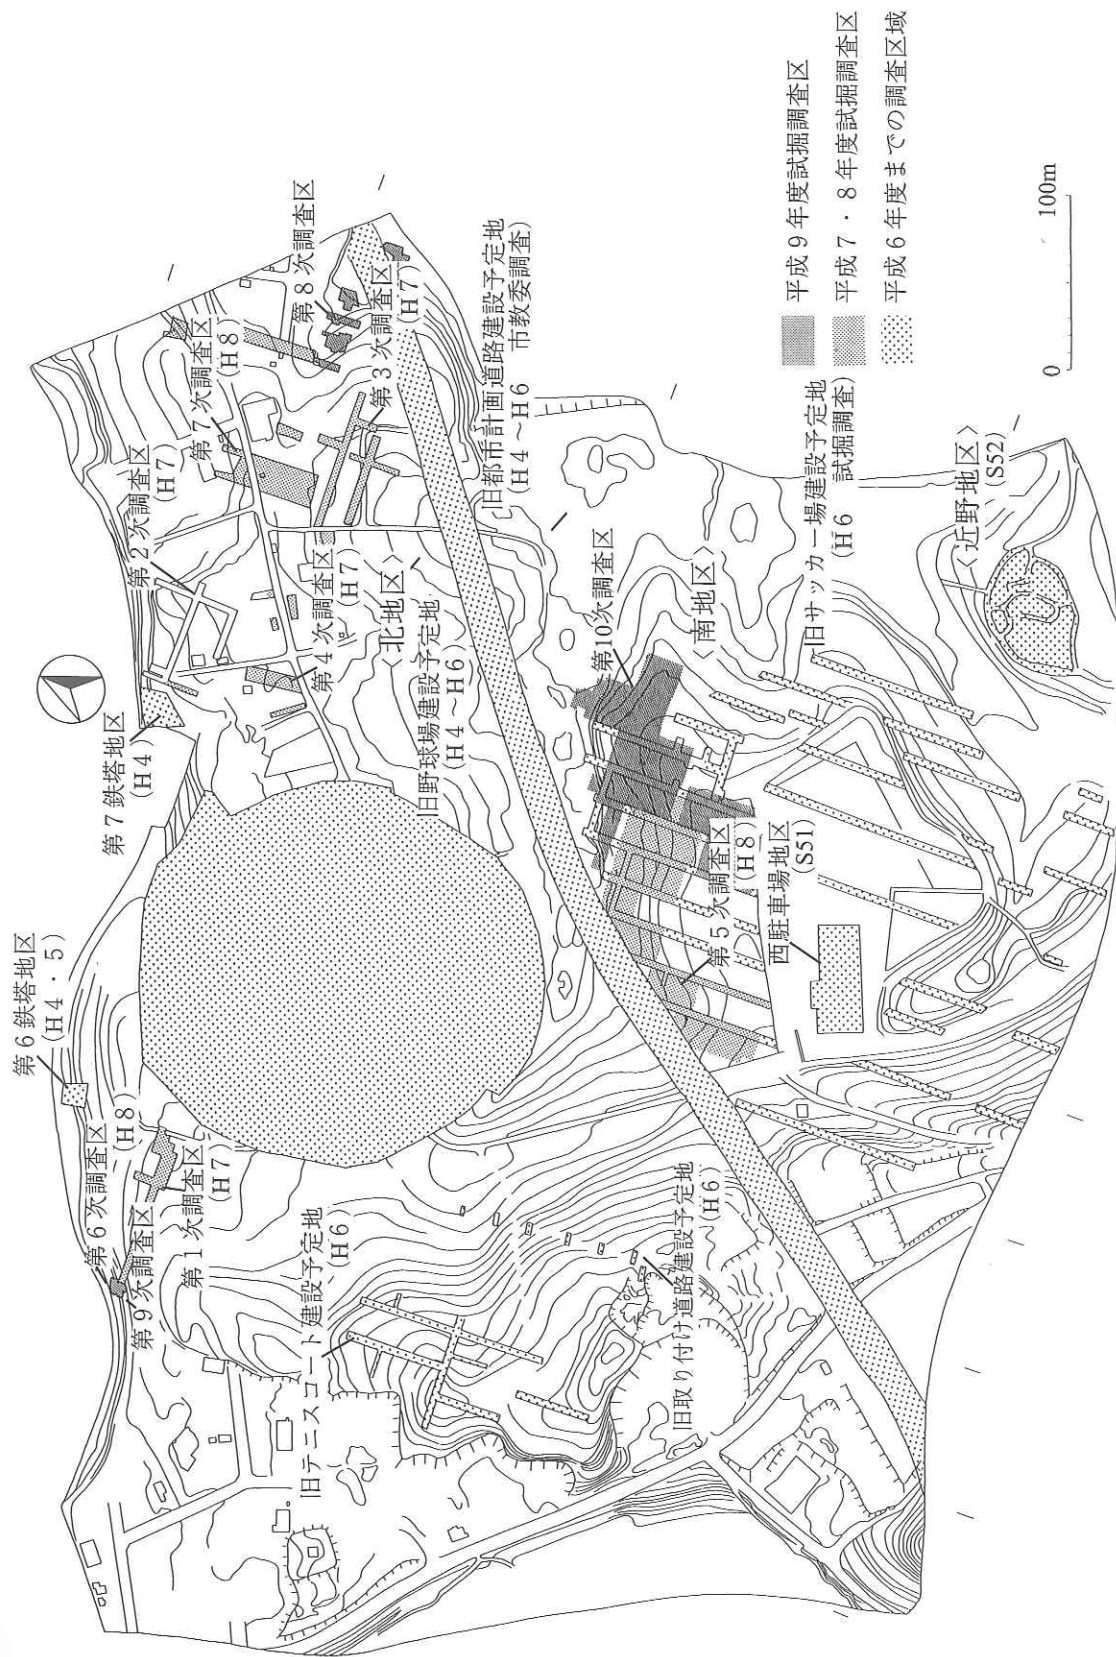 第6鉄塔地区
(H4・5)
第7鉄塔地区
(H4)
第2次調査区
(H7)
第7次調査区
(H8)
第8次調査区
第3次調査区
(H7)
第6次調査区
(H8)
第9次調査区
第1次調査区
(H7)
第4次調査区
(H7)
〈北地区〉
旧野球場建設予定地
(H4～H6)
旧都市計画道路建設予定地
(H4～H6 市教委調査)
旧テニスコート建設予定地
(H6)
旧取り付け道路建設予定地
(H6)
第10次調査区
〈南地区〉
第5次調査区
(H8)
西駐車場地区
(S51)
旧サッカー場建設予定地
(H6 試掘調査)
〈近野地区〉
(S52)
平成9年度試掘調査区
平成7・8年度試掘調査区
平成6年度までの調査区域
0 100m